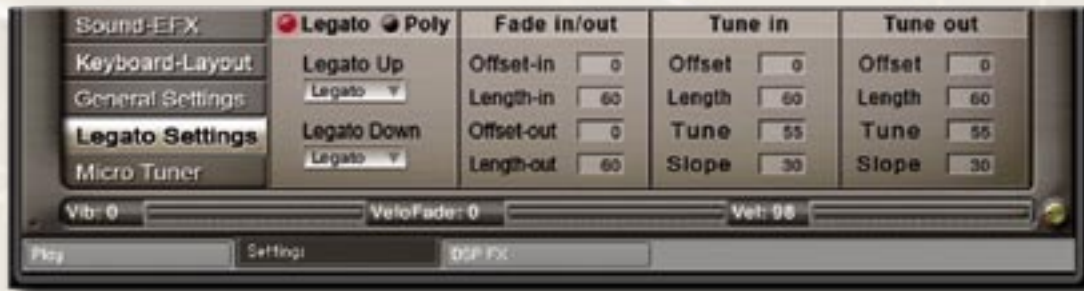 Sound-EFX
Keyboard-Layout
General Settings
Legato Settings
Micro Tuner
Legato Poly
Legato Up
Legato
Legato Down
Legato
Fade in/out
Offset-in 0
Length-in 60
Offset-out 0
Length-out 60
Tune in
Offset 0
Length 60
Tune 55
Slope 30
Tune out
Offset 0
Length 60
Tune 55
Slope 30
Vib: 0 VeloFade: 0 Vel: 98
Play Settings DSP FX